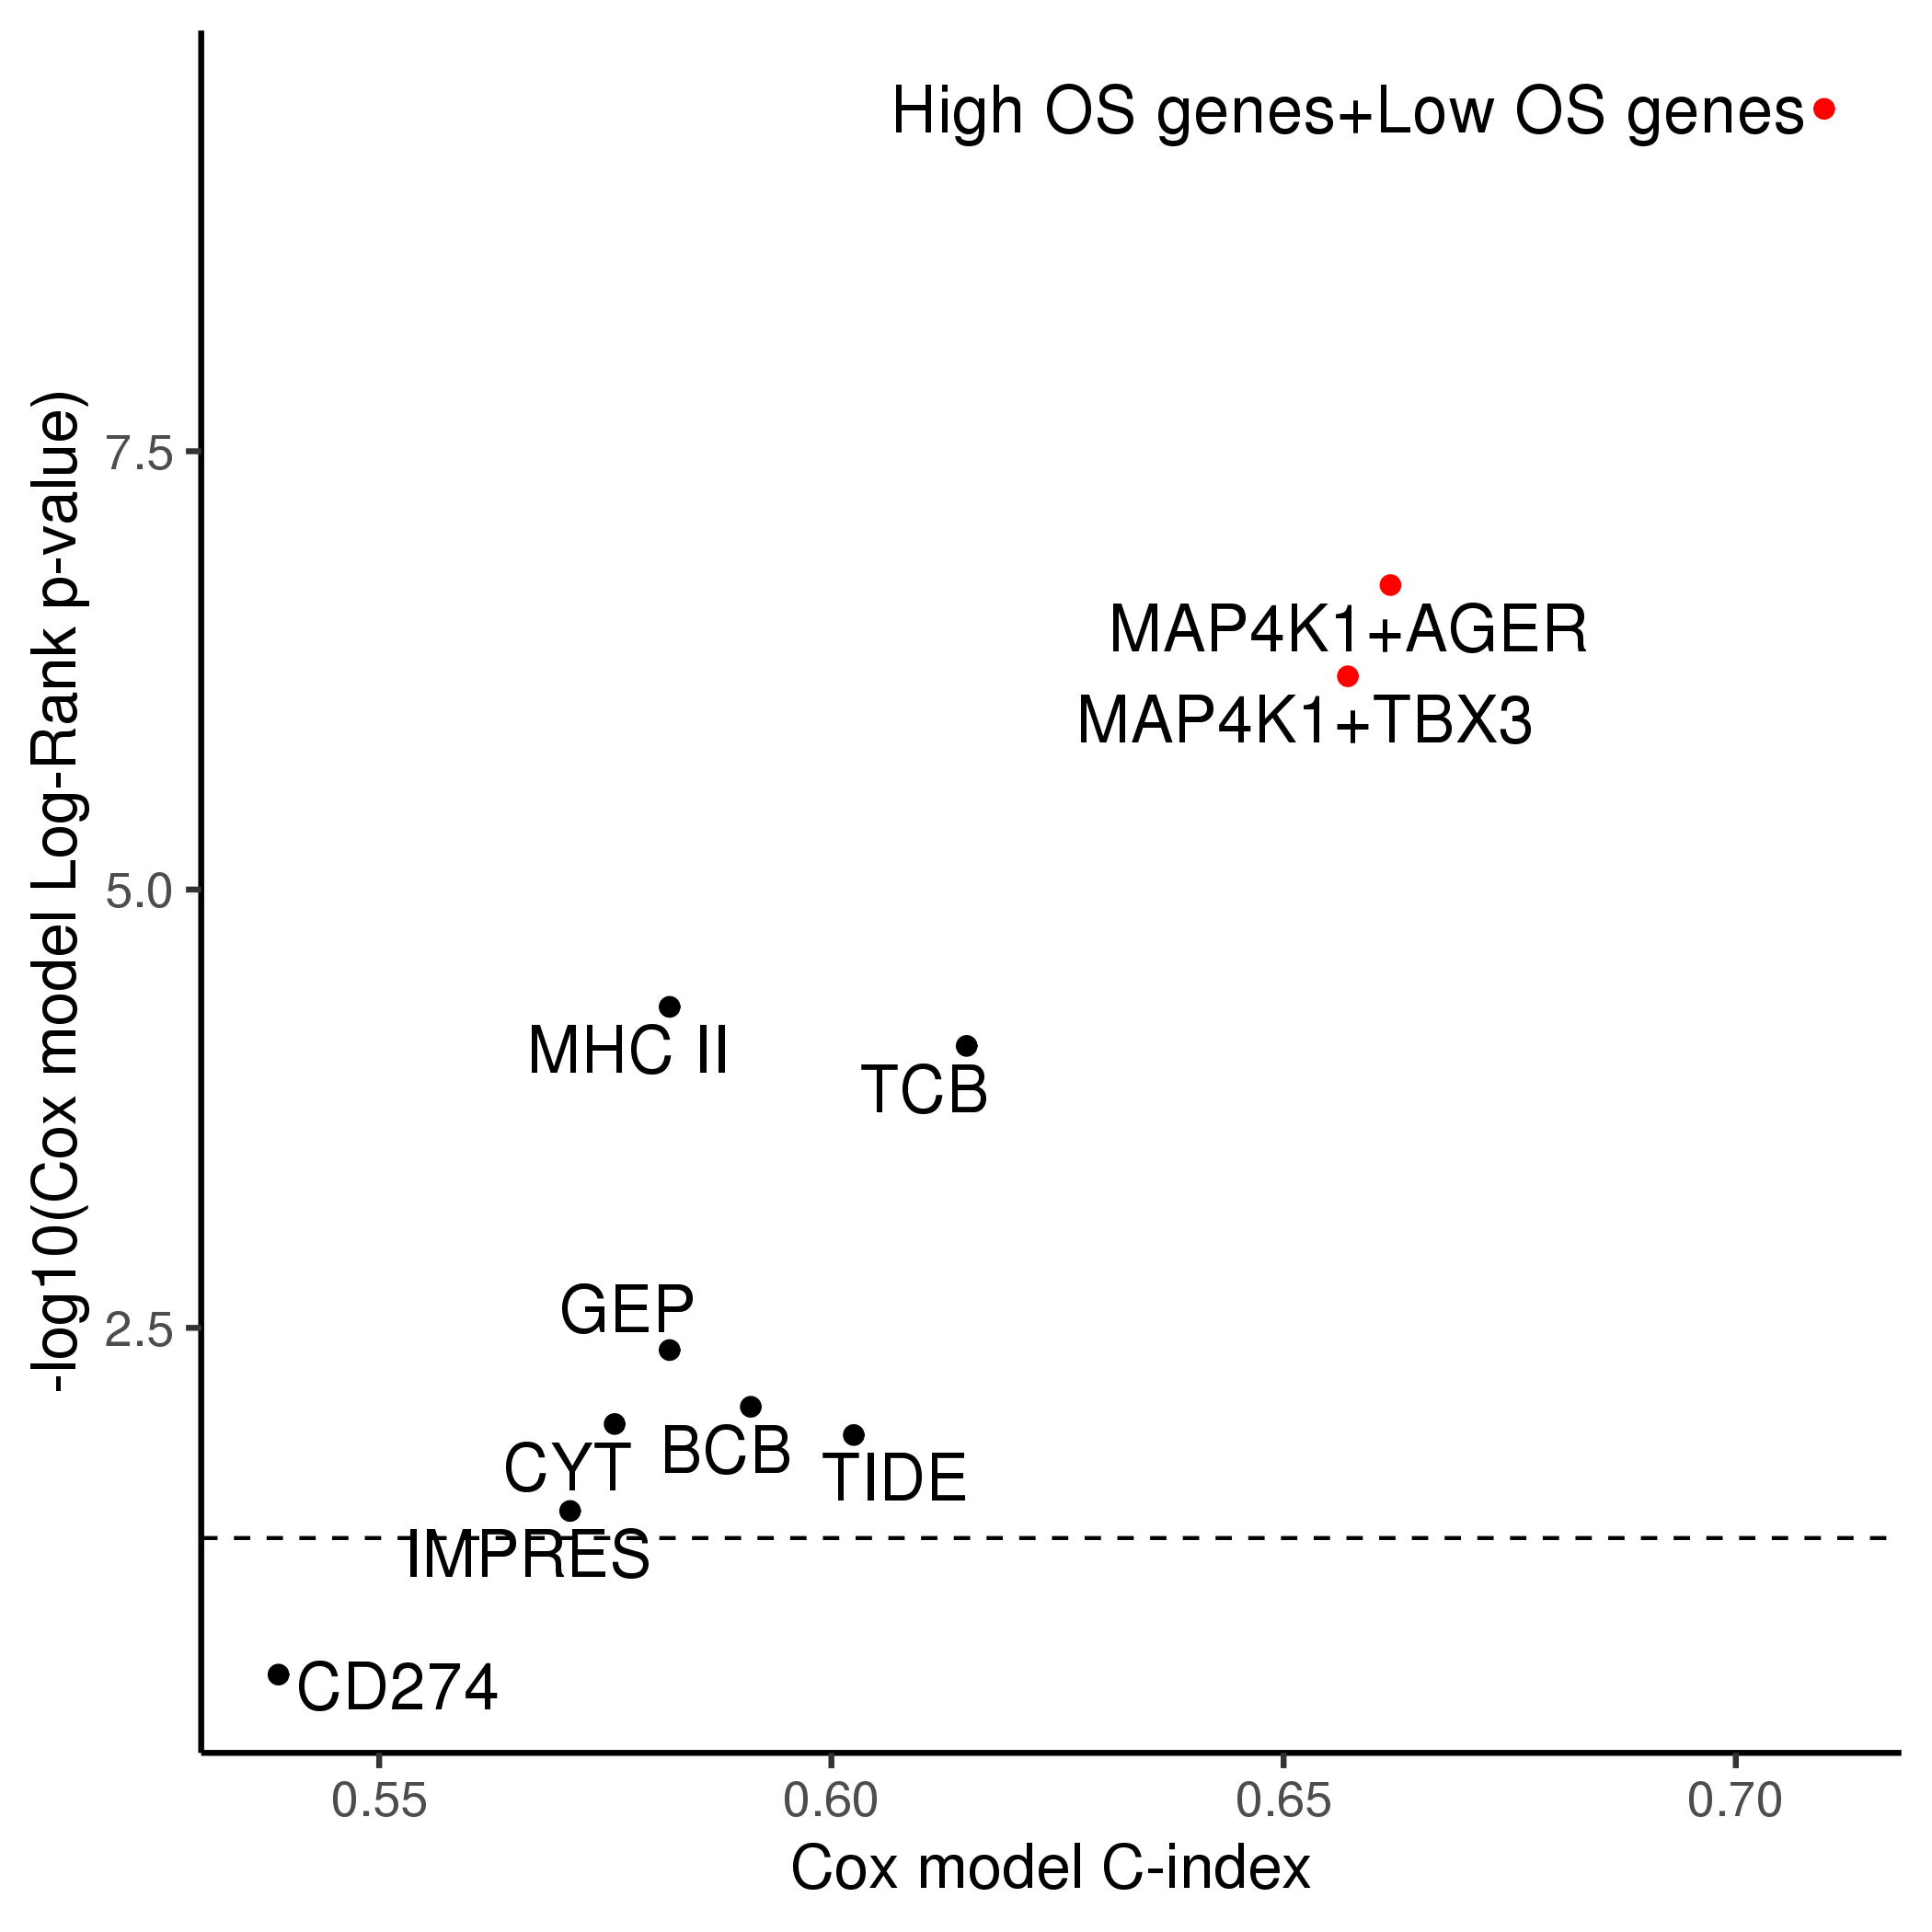 High OS genes+Low OS genes
7.5
MAP4K1+AGER
MAP4K1+TBX3
-log10(Cox model Log-Rank p-value)
5.0
MHC II
TCB
GEP
2.5
BCB
CYT
TIDE
IMPRES
CD274
0.55 0.60 0.65 0.70
Cox model C-index